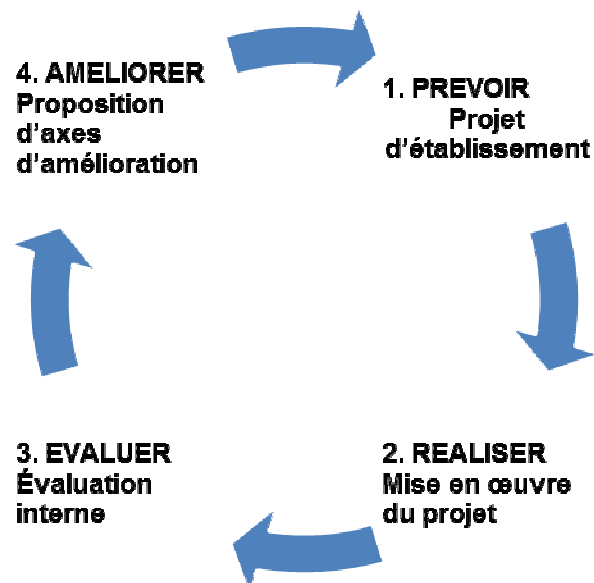 1. PREVOIR
Projet
d'établissement
2. REALISER
Mise en œuvre
du projet
3. EVALUER
Évaluation
interne
4. AMELIORER
Proposition
d'axes
d'amélioration